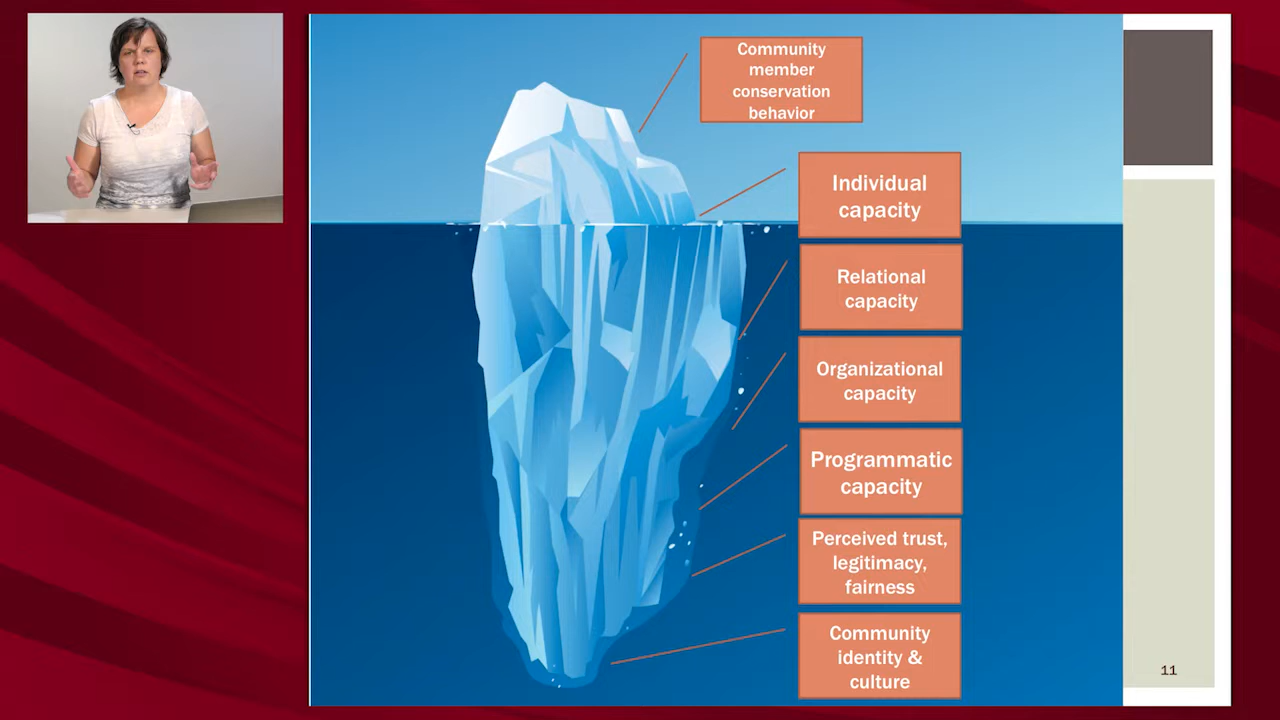 Community
member
conservation
behavior
Individual
capacity
Relational
capacity
Organizational
capacity
Programmatic
capacity
Perceived trust,
legitimacy,
fairness
Community
identity &
culture
11